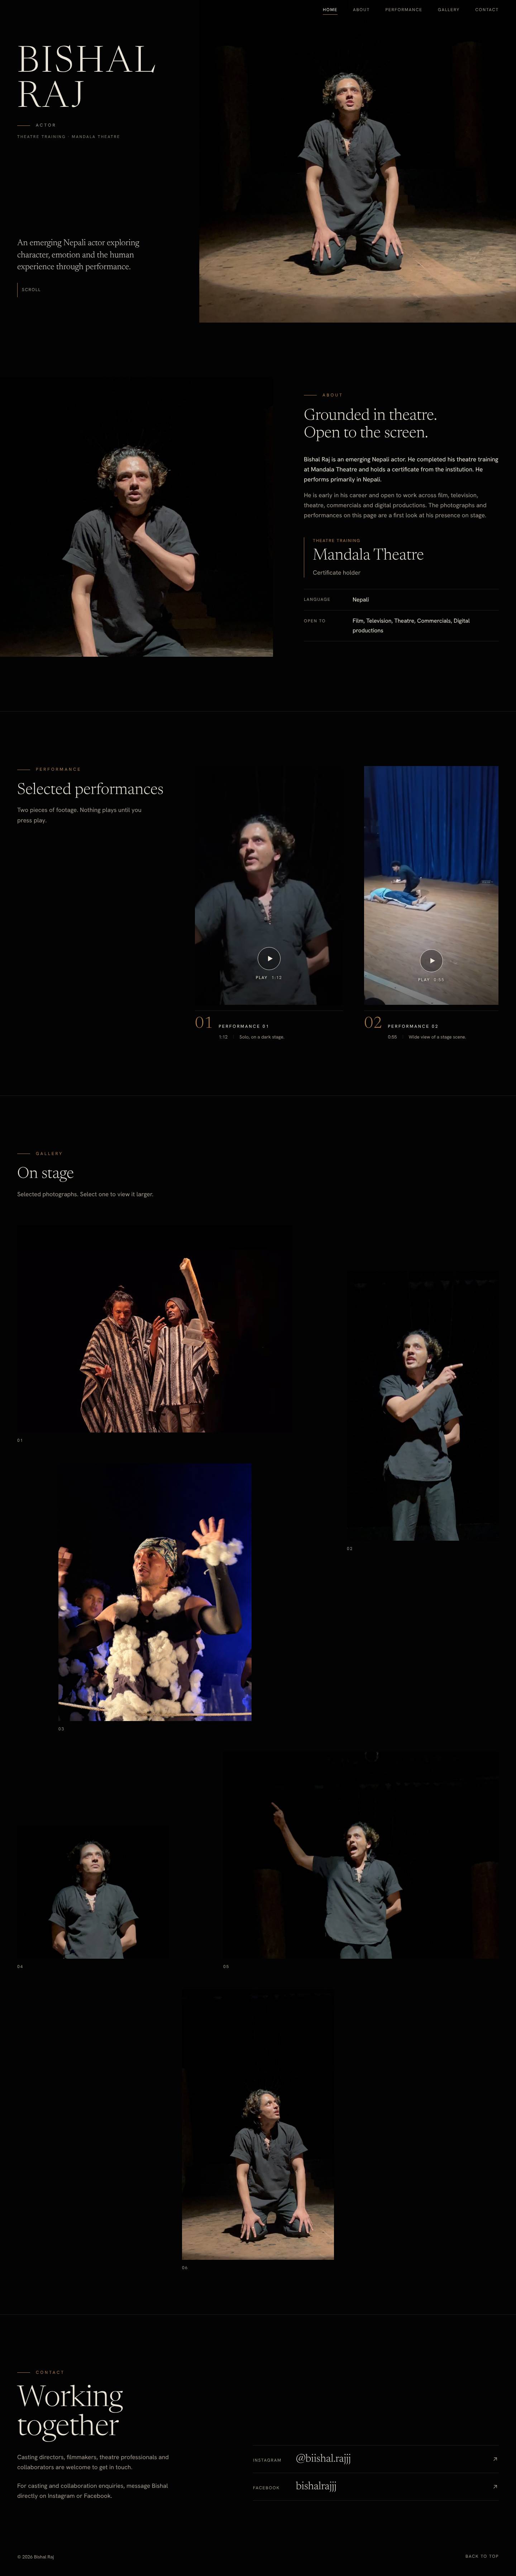 HOME ABOUT PERFORMANCE GALLERY CONTACT
BISHAL
RAJ
ACTOR
THEATRE TRAINING · MANDALA THEATRE
An emerging Nepali actor exploring
character, emotion and the human
experience through performance.
SCROLL
ABOUT
Grounded in theatre.
Open to the screen.
Bishal Raj is an emerging Nepali actor. He completed his theatre training
at Mandala Theatre and holds a certificate from the institution. He
performs primarily in Nepali.
He is early in his career and open to work across film, television,
theatre, commercials and digital productions. The photographs and
performances on this page are a first look at his presence on stage.
THEATRE TRAINING
Mandala Theatre
Certificate holder
LANGUAGE Nepali
OPEN TO Film, Television, Theatre, Commercials, Digital
productions
PERFORMANCE
Selected performances
Two pieces of footage. Nothing plays until you
press play.
PLAY 1:12
PLAY 0:55
01 PERFORMANCE 01
1:12 · Solo, on a dark stage.
02 PERFORMANCE 02
0:55 · Wide view of a stage scene.
GALLERY
On stage
Selected photographs. Select one to view it larger.
01
02
03
04
05
06
CONTACT
Working
together
Casting directors, filmmakers, theatre professionals and
collaborators are welcome to get in touch.
For casting and collaboration enquiries, message Bishal
directly on Instagram or Facebook.
INSTAGRAM @biishal.rajjj ↗
FACEBOOK bishalrajjj ↗
© 2026 Bishal Raj
BACK TO TOP